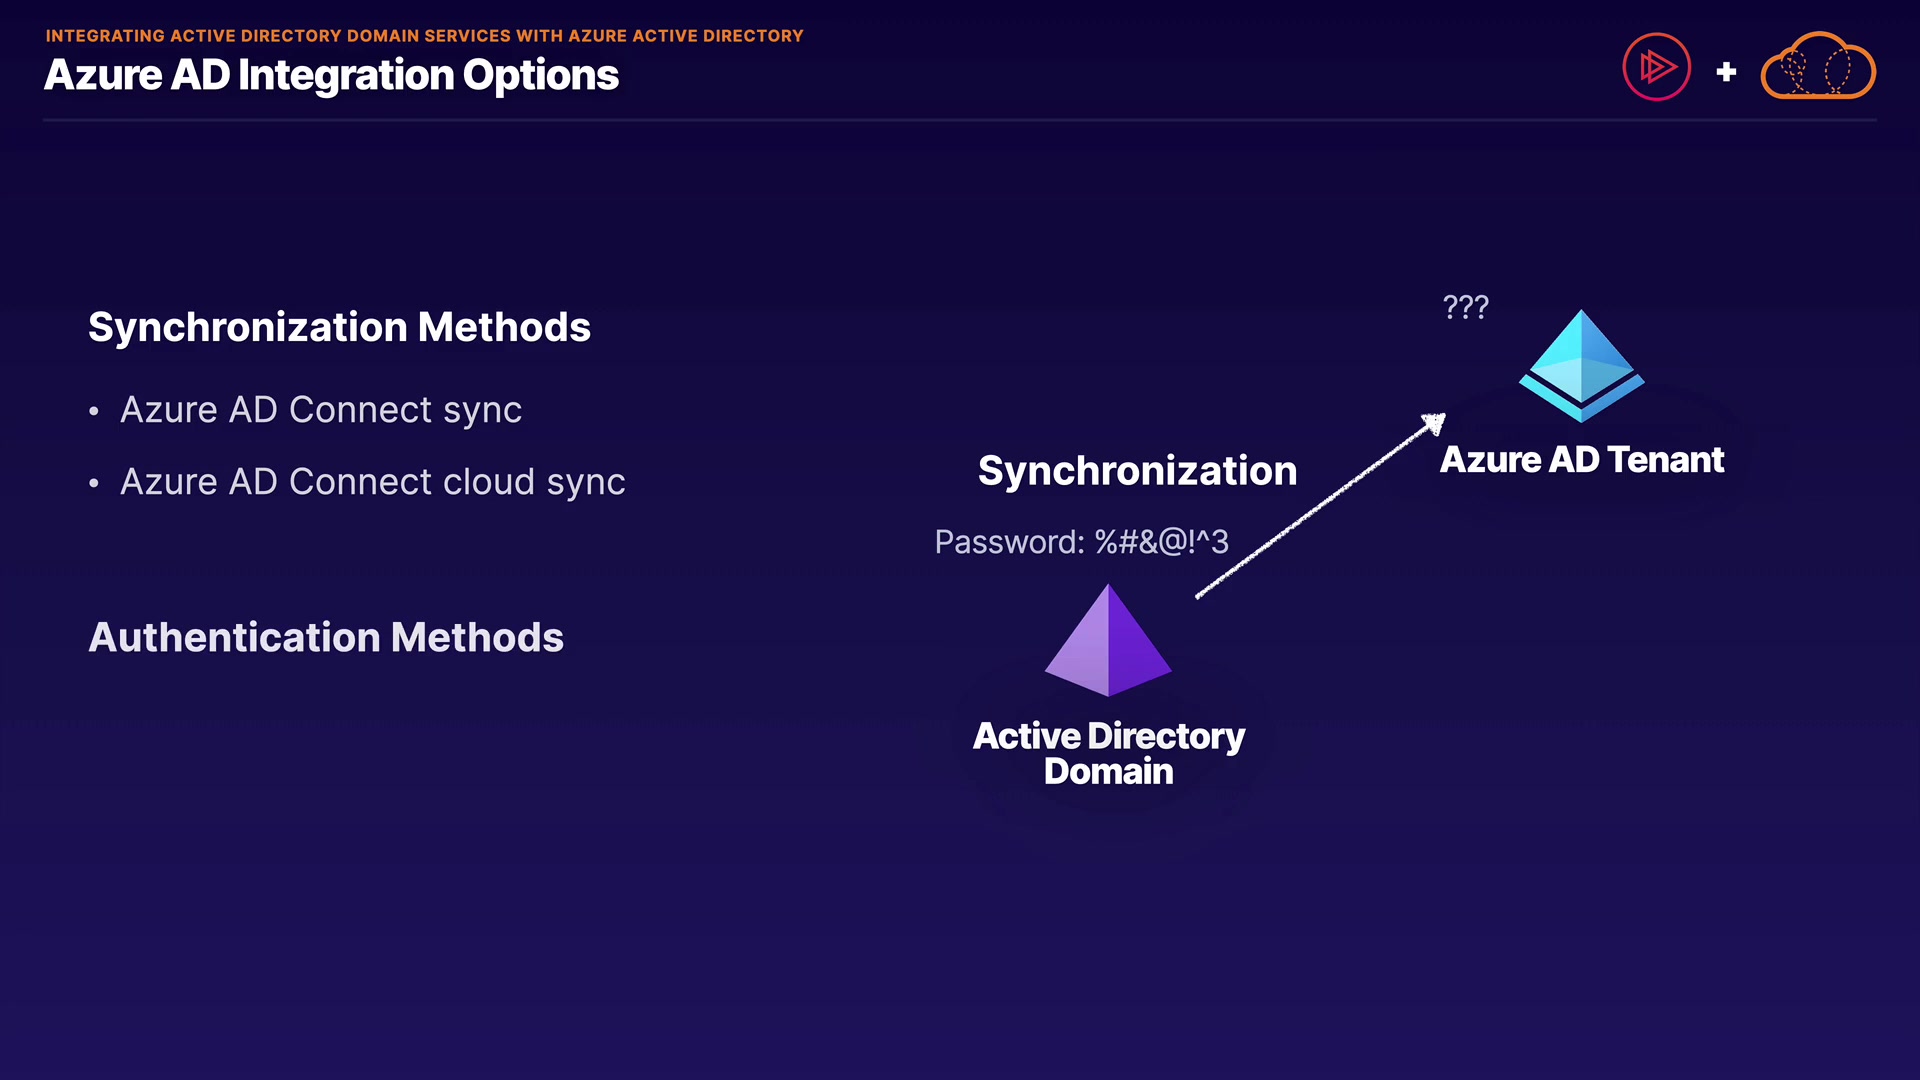 INTEGRATING ACTIVE DIRECTORY DOMAIN SERVICES WITH AZURE ACTIVE DIRECTORY
Azure AD Integration Options
+
Synchronization Methods
• Azure AD Connect sync
• Azure AD Connect cloud sync
Authentication Methods
???
Azure AD Tenant
Synchronization
Password: %#&@!^3
Active Directory
Domain